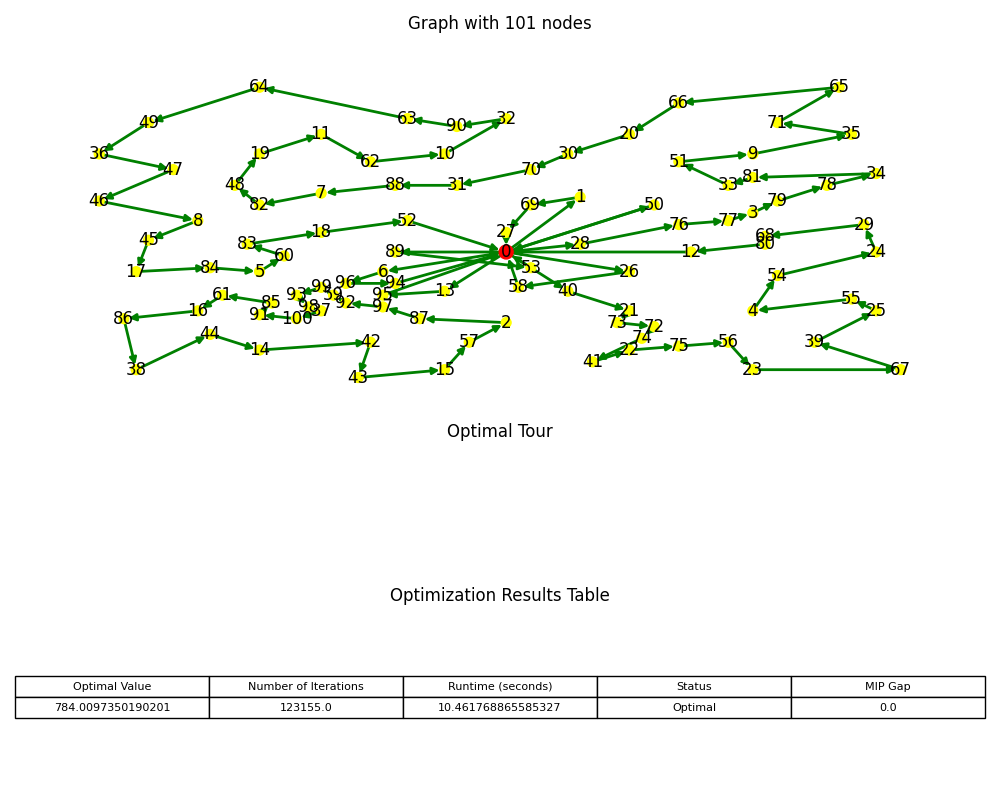 Graph with 101 nodes
64 65
66
49 63 90 32 71
11 20 35
36 19 62 10 30 51 9
47 70 81 34
48 7 88 31 33 78
46 82 69 1 50 79
8 52 77 3
18 27 76 68 29
45 83 28 80
60 89 0 12 24
17 84 5 6 53 26 54
99 96 94 58
61 93 59 95 13 40 55
85 98 92 97
16 37 21 4 25
86 91 100 87 2 73 72
44 74
42 57 56 39
14 22 75
41
38 15 23 67
43
Optimal Tour
Optimization Results Table
Optimal Value Number of Iterations Runtime (seconds) Status MIP Gap
784.0097350190201 123155.0 10.461768865585327 Optimal 0.0